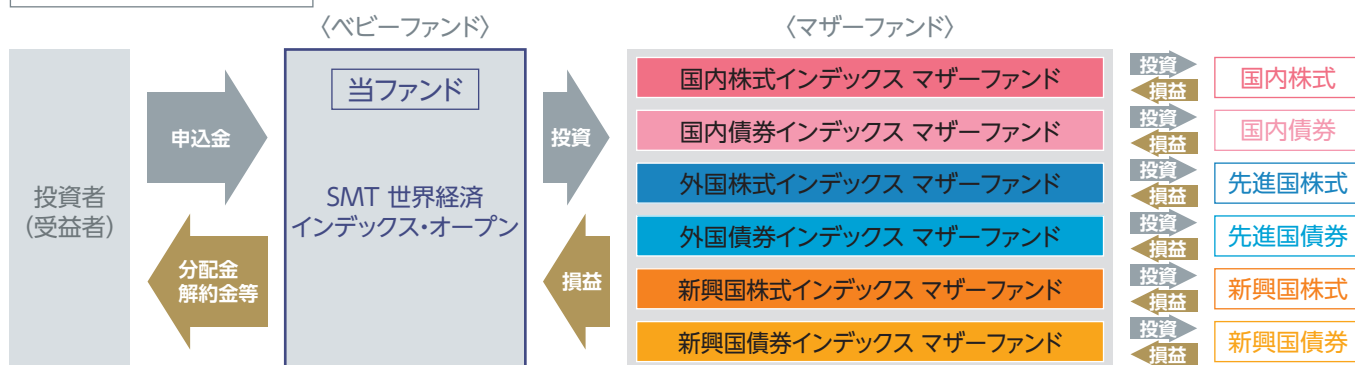 〈ベビーファンド〉
〈マザーファンド〉
投資者
(受益者)
申込金
分配金
解約金等
当ファンド
SMT 世界経済
インデックス・オープン
投資
損益
国内株式インデックス マザーファンド
投資
損益
国内株式
国内債券インデックス マザーファンド
投資
損益
国内債券
外国株式インデックス マザーファンド
投資
損益
先進国株式
外国債券インデックス マザーファンド
投資
損益
先進国債券
新興国株式インデックス マザーファンド
投資
損益
新興国株式
新興国債券インデックス マザーファンド
投資
損益
新興国債券